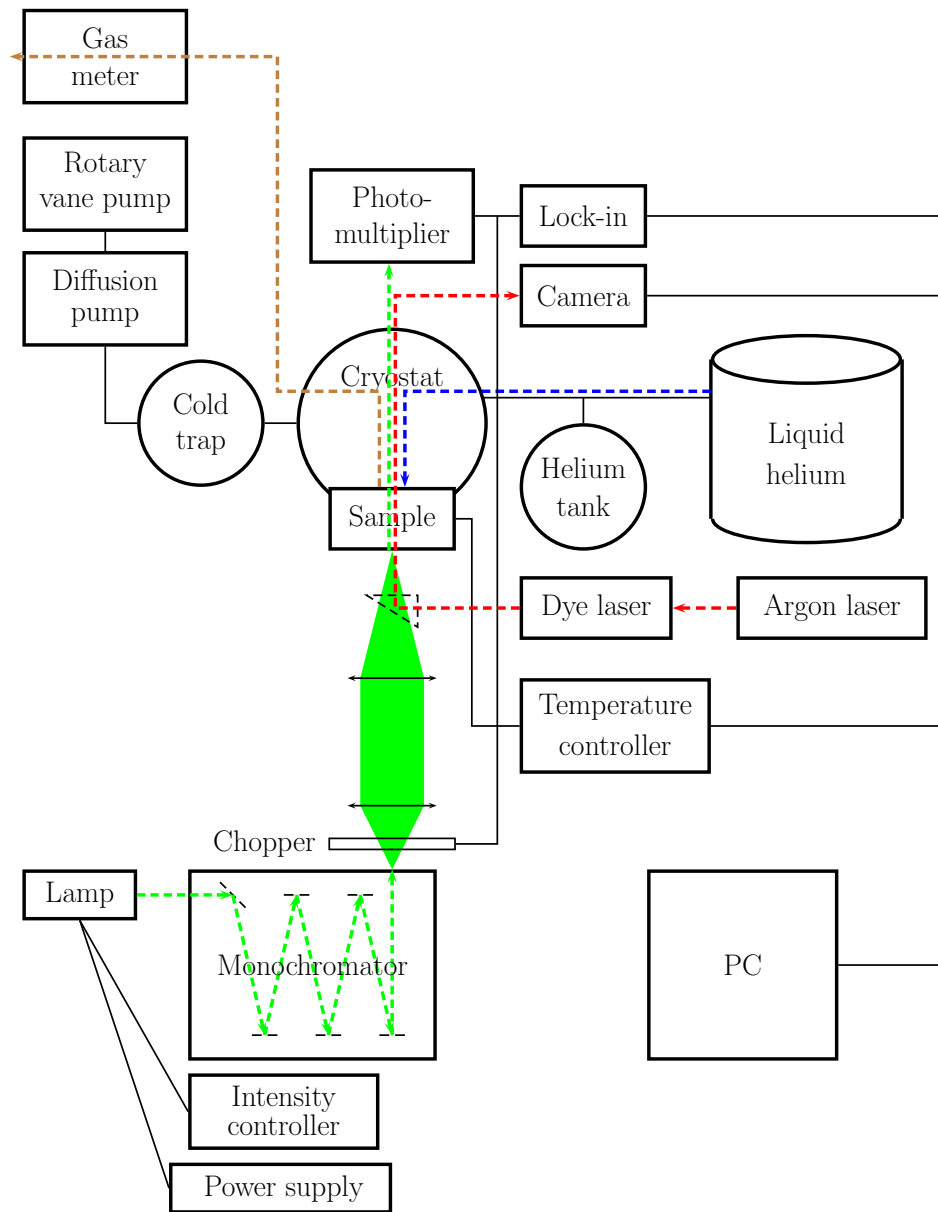 Gas
meter
Rotary
vane pump
Photo-
multiplier
Lock-in
Diffusion
pump
Camera
Cryostat
Cold
trap
Liquid
helium
Helium
tank
Sample
Dye laser
Argon laser
Temperature
controller
Chopper
Lamp
Monochromator
PC
Intensity
controller
Power supply